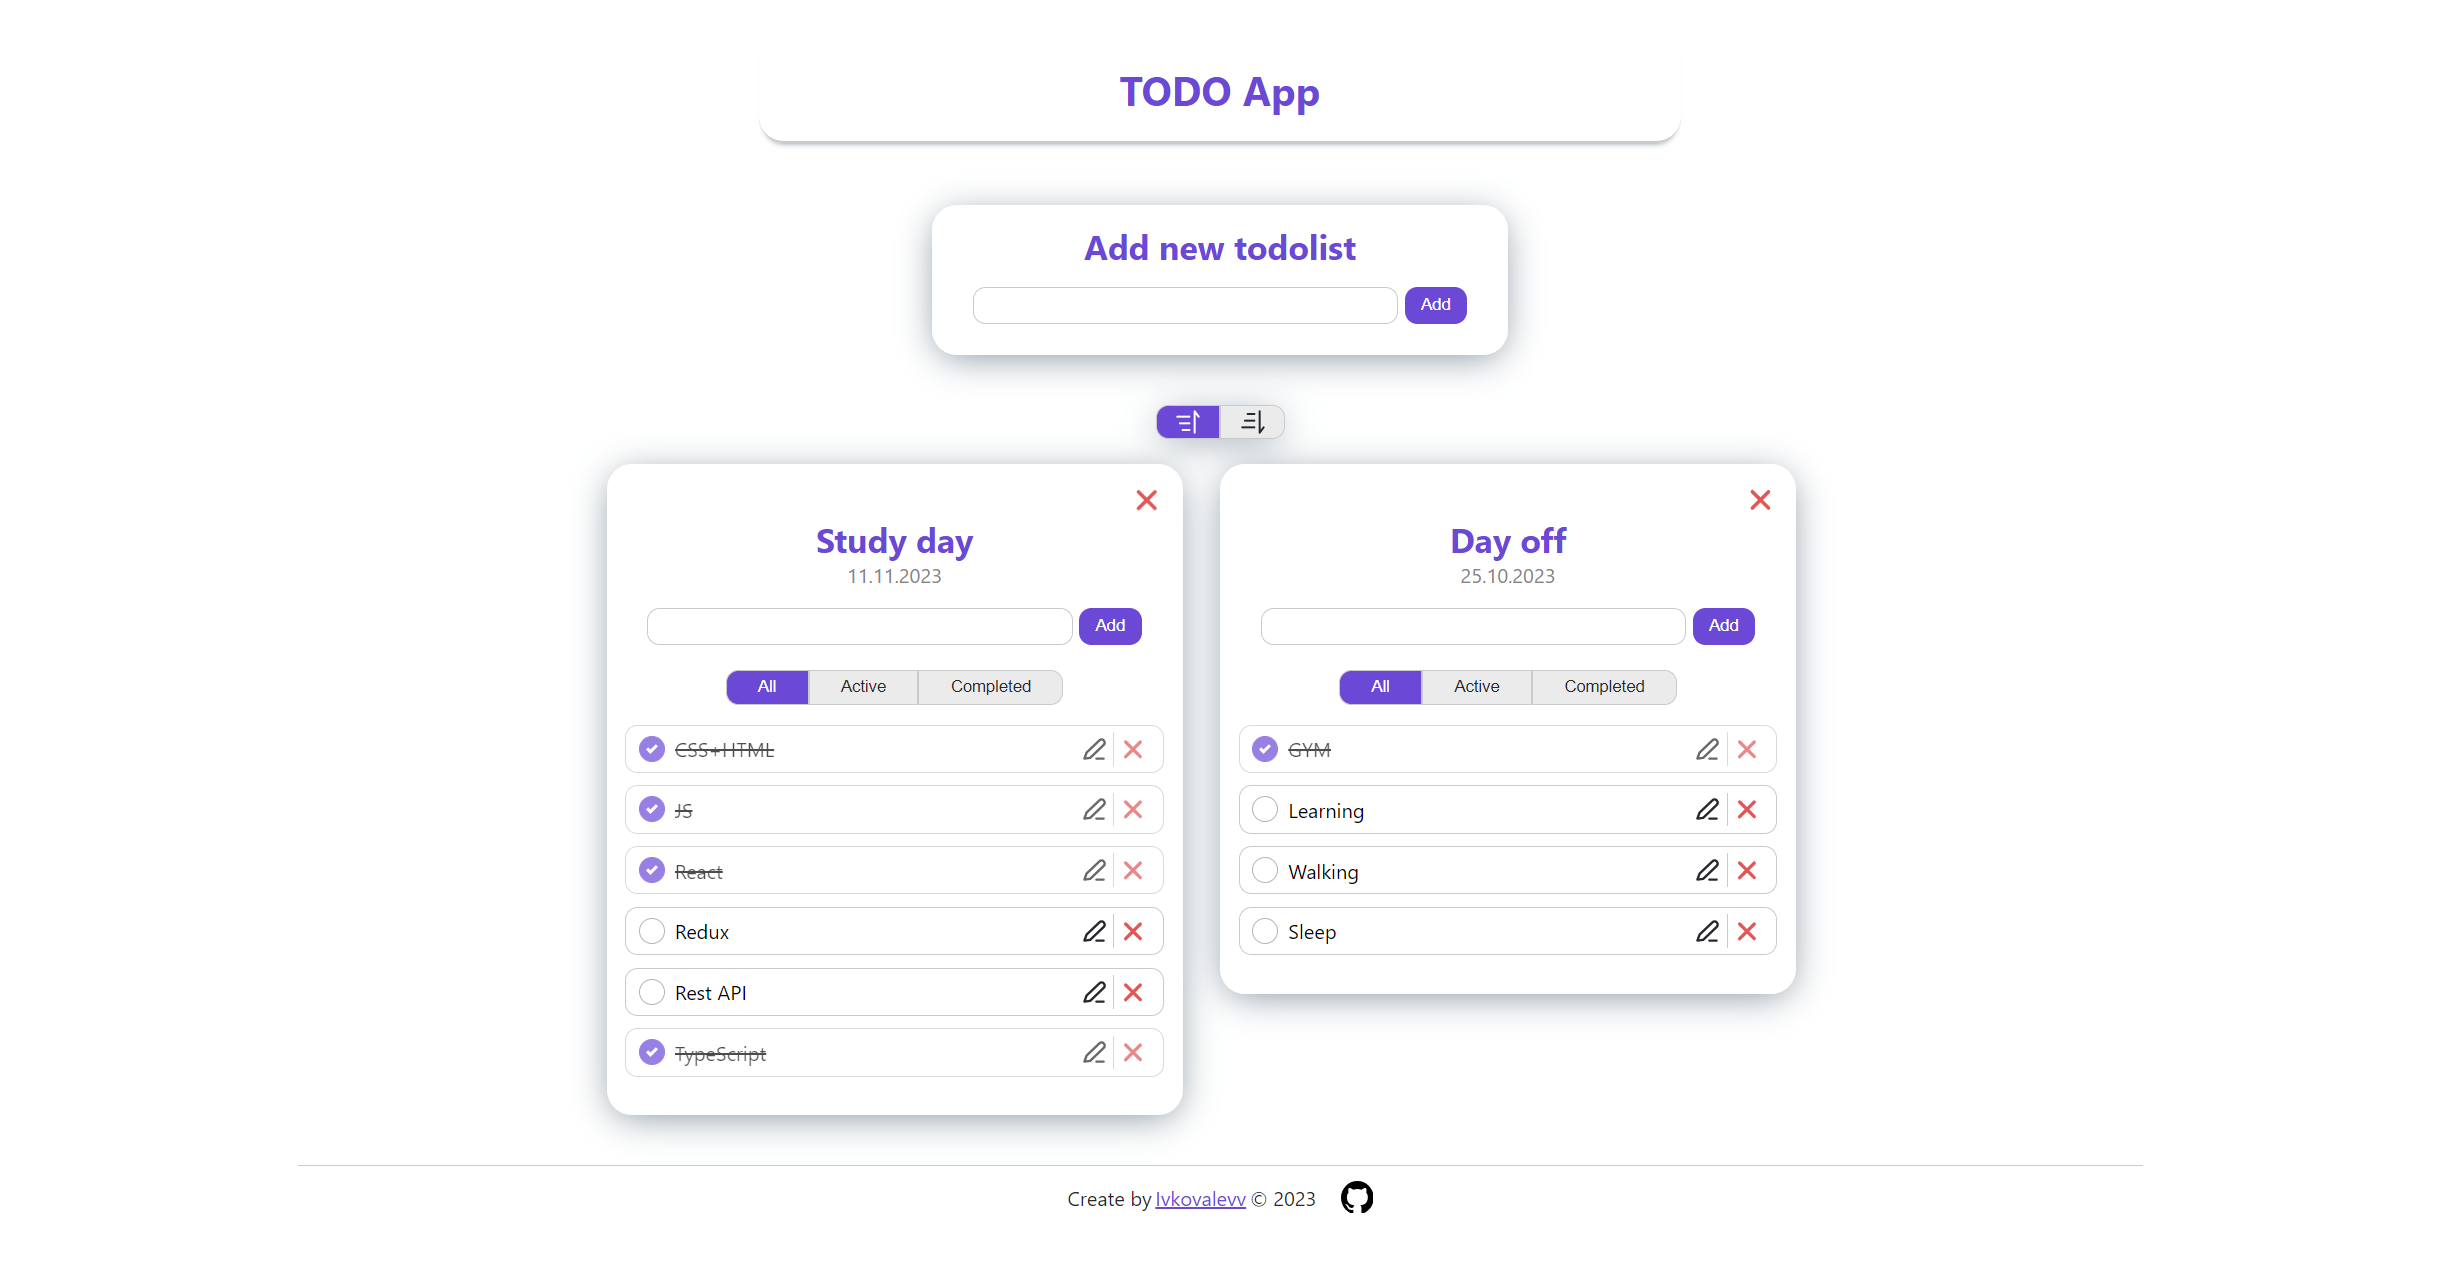 TODO App
Add new todolist
Add
Study day
11.11.2023
Add
All Active Completed
CSS+HTML
JS
React
Redux
Rest API
TypeScript
Day off
25.10.2023
Add
All Active Completed
GYM
Learning
Walking
Sleep
Create by Ivkovalevv © 2023